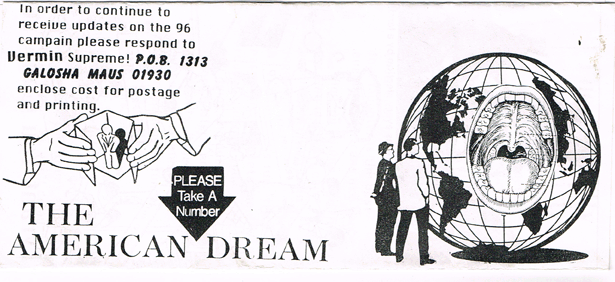 In order to continue to
receive updates on the 96
campain please respond to
Vermin Supreme! P.O.B. 1313
GALOSHA MAUS 01930
enclose cost for postage
and printing.
PLEASE
Take A
Number
THE
AMERICAN DREAM